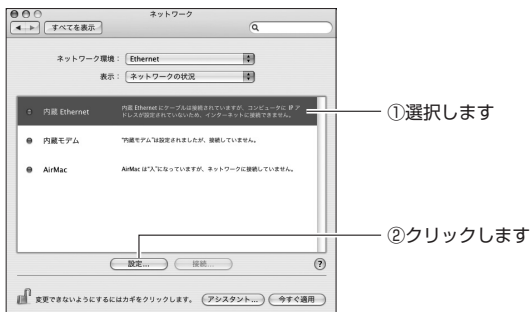 ネットワーク
すべてを表示
ネットワーク環境： Ethernet
表示： ネットワークの状況
内蔵 Ethernet
内蔵 Ethernet にケーブルは接続されていますが、コンピュータに IP ア
ドレスが設定されていないため、インターネットに接続できません。
①選択します
内蔵モデム
"内蔵モデム"は設定されましたが、接続していません。
AirMac
AirMac は"入"になっていますが、ネットワークに接続していません。
②クリックします
設定...
接続...
?
変更できないようにするにはカギをクリックします。
アシスタント...
今すぐ適用